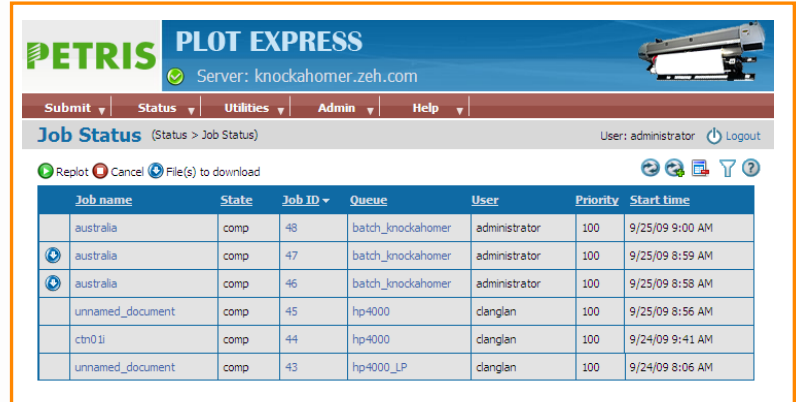 PETRIS
PLOT EXPRESS
Server: knockahomer.zeh.com
Submit Status Utilities Admin Help
Job Status (Status > Job Status) User: administrator Logout
Replot Cancel File(s) to download ?
Job name State Job ID Queue User Priority Start time
australia comp 48 batch_knockahomer administrator 100 9/25/09 9:00 AM
australia comp 47 batch_knockahomer administrator 100 9/25/09 8:59 AM
australia comp 46 batch_knockahomer administrator 100 9/25/09 8:58 AM
unnamed_document comp 45 hp4000 clanglan 100 9/25/09 8:56 AM
ctn01i comp 44 hp4000 clanglan 100 9/24/09 9:41 AM
unnamed_document comp 43 hp4000_LP clanglan 100 9/24/09 8:06 AM